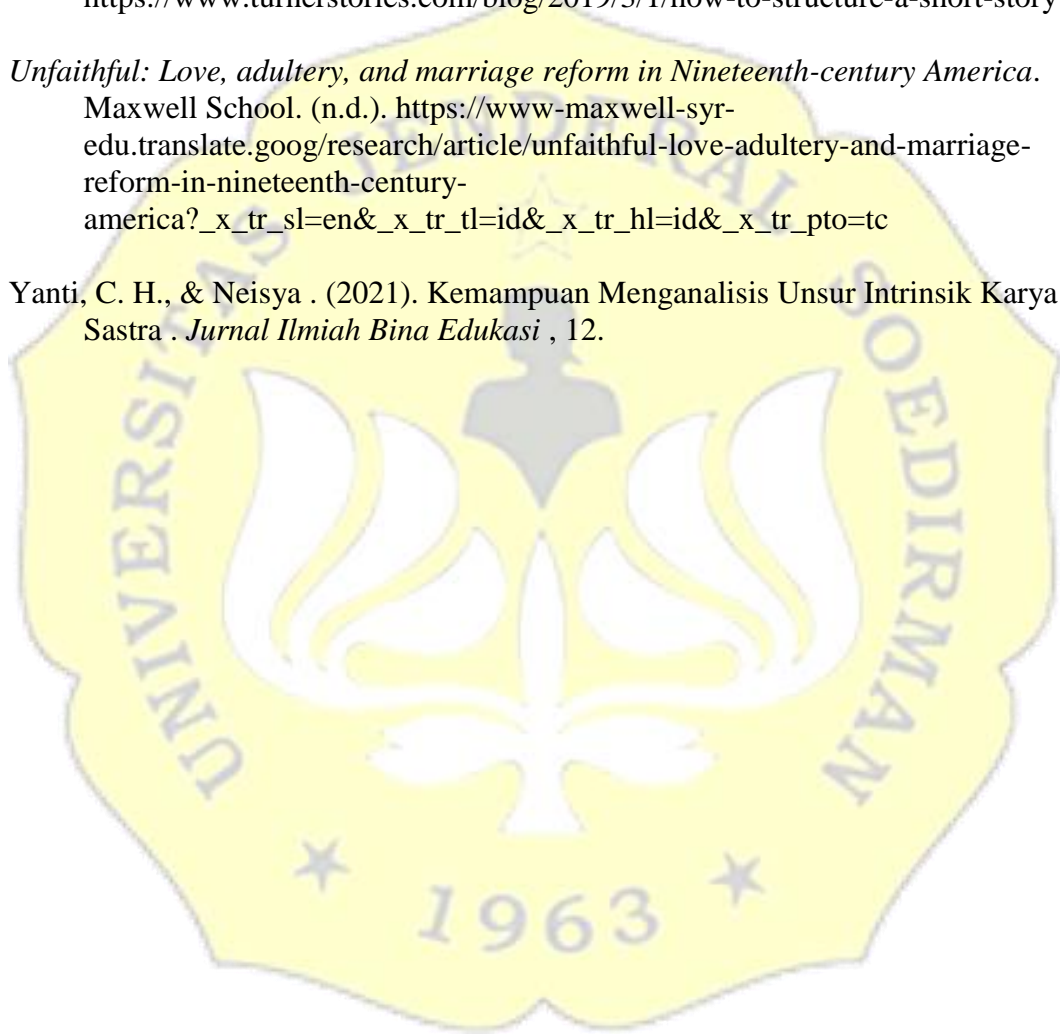 https://www.turnerstories.com/blog/2019/3/1/how-to-structure-a-short-story
Unfaithful: Love, adultery, and marriage reform in Nineteenth-century America.
Maxwell School. (n.d.). https://www-maxwell-syr-
edu.translate.goog/research/article/unfaithful-love-adultery-and-marriage-
reform-in-nineteenth-century-
america?_x_tr_sl=en&_x_tr_tl=id&_x_tr_hl=id&_x_tr_pto=tc
Yanti, C. H., & Neisya . (2021). Kemampuan Menganalisis Unsur Intrinsik Karya
Sastra . Jurnal Ilmiah Bina Edukasi , 12.
UNIVERSITAS JENDERAL SOEDIRMAN
1963